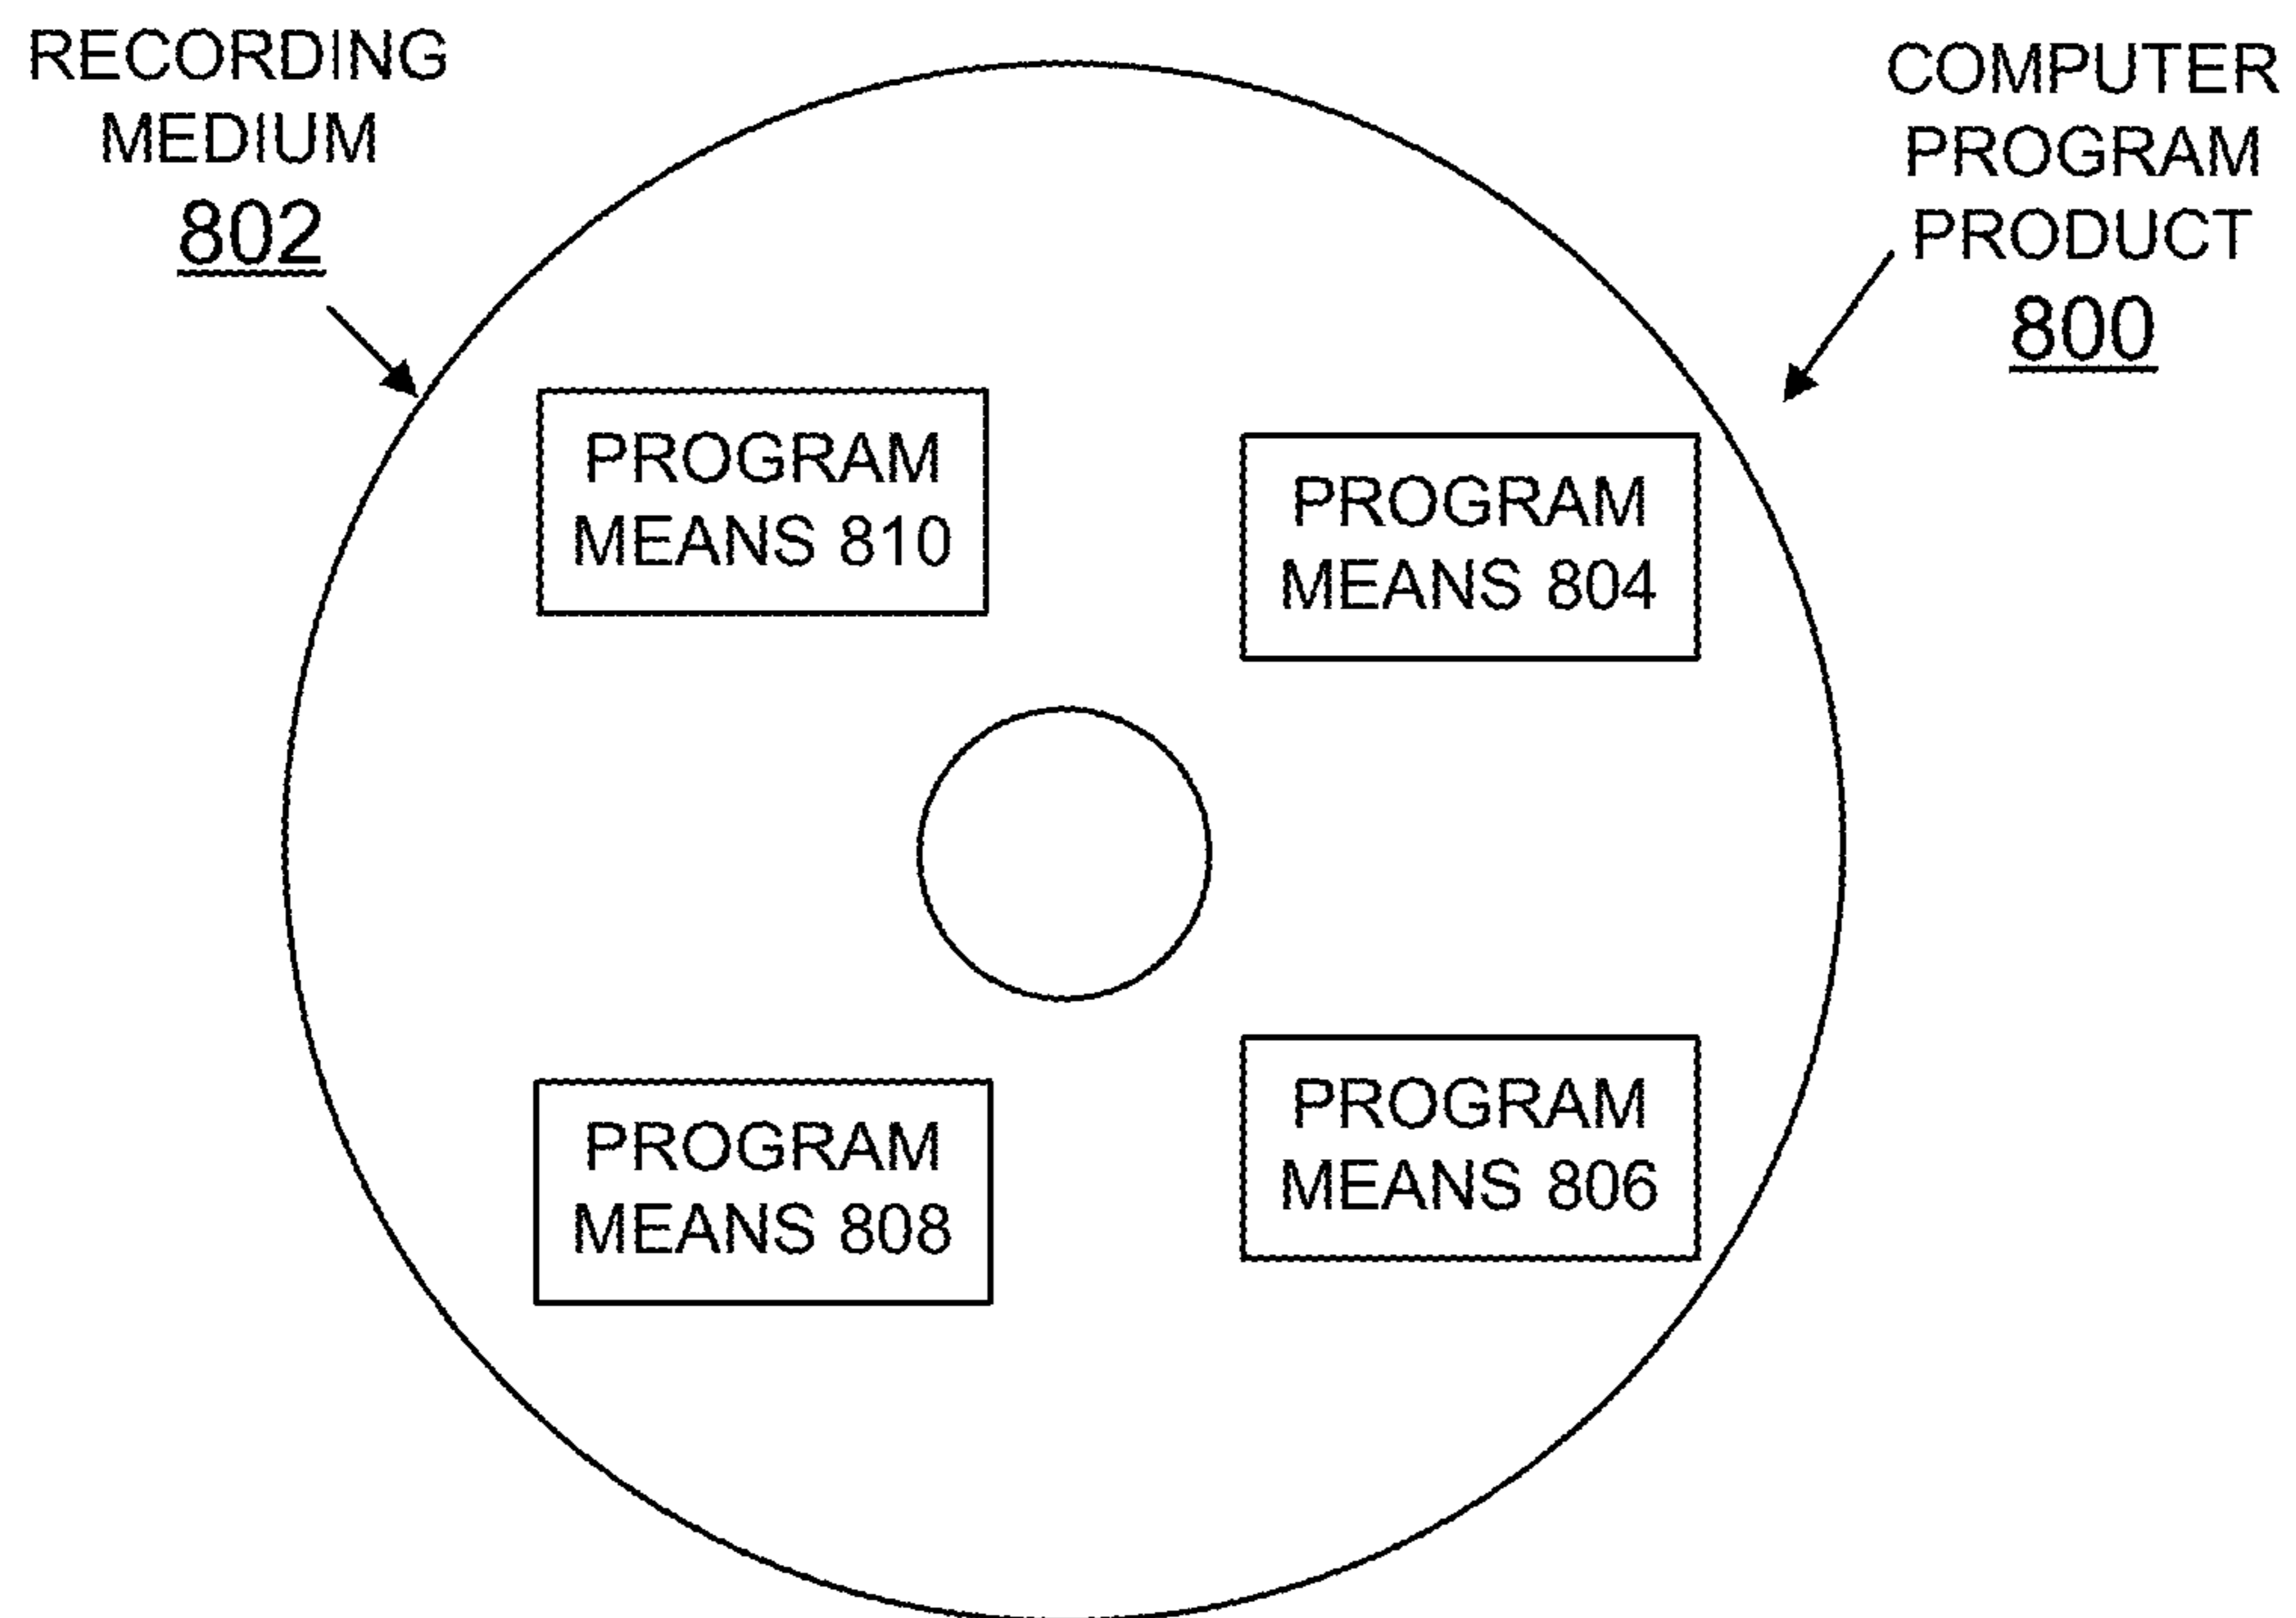 RECORDING
MEDIUM
802
COMPUTER
PROGRAM
PRODUCT
800
PROGRAM
MEANS 810
PROGRAM
MEANS 804
PROGRAM
MEANS 808
PROGRAM
MEANS 806